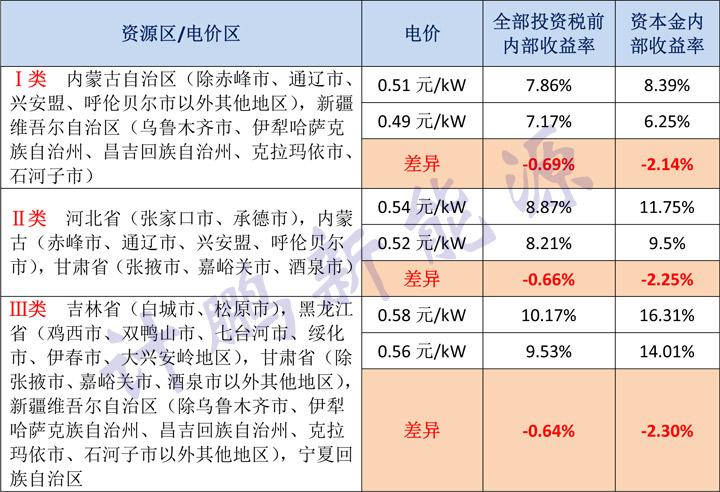 资源区/电价区 电价 全部投资税前内部收益率 资本金内部收益率
Ⅰ类 内蒙古自治区（除赤峰市、通辽市、
兴安盟、呼伦贝尔市以外其他地区），新疆
维吾尔自治区（乌鲁木齐市、伊犁哈萨克
族自治州、昌吉回族自治州、克拉玛依市、
石河子市）
0.51 元/kW 7.86% 8.39%
0.49 元/kW 7.17% 6.25%
差异 -0.69% -2.14%
Ⅱ类 河北省（张家口市、承德市），内蒙
古（赤峰市、通辽市、兴安盟、呼伦贝尔
市），甘肃省（张掖市、嘉峪关市、酒泉市）
0.54 元/kW 8.87% 11.75%
0.52 元/kW 8.21% 9.5%
差异 -0.66% -2.25%
Ⅲ类 吉林省（白城市、松原市），黑龙江
省（鸡西市、双鸭山市、七台河市、绥化
市、伊春市、大兴安岭地区），甘肃省（除
张掖市、嘉峪关市、酒泉市以外其他地区），
新疆维吾尔自治区（除乌鲁木齐市、伊犁
哈萨克族自治州、昌吉回族自治州、克拉
玛依市、石河子市以外其他地区），宁夏回
族自治区
0.58 元/kW 10.17% 16.31%
0.56 元/kW 9.53% 14.01%
差异 -0.64% -2.30%
计鹏新能源